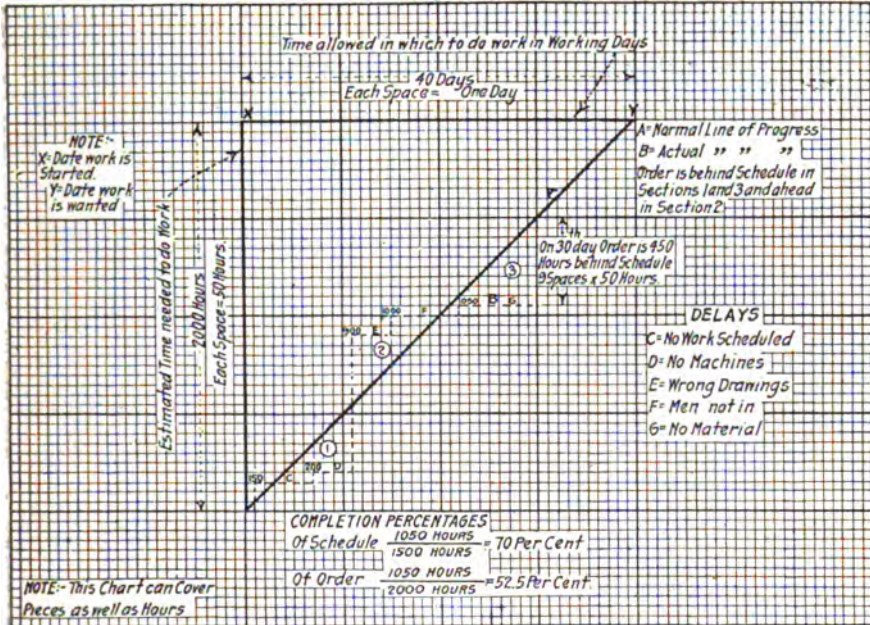 Time allowed in which to do work in Working Days
40 Days
Each Space = One Day
X
Y
NOTE:-
X=Date work is
Started.
Y=Date work
is wanted
A=Normal Line of Progress
B=Actual " " "
Order is behind Schedule in
Sections 1 and 3 and ahead
in Section 2
Estimated Time needed to do Work
2000 Hours
Each Space=50 Hours.
th
On 30 day Order is 450
Hours behind Schedule
9 Spaces x 50 Hours.
3
1050 B G
1000 F
900 E
2
DELAYS
C=No Work Scheduled
D=No Machines
E=Wrong Drawings
F=Men not in
G=No Material
1
200 D
150 C
COMPLETION PERCENTAGES
Of Schedule 1050 HOURS / 1500 HOURS = 70 Per Cent
Of Order 1050 HOURS / 2000 HOURS = 52.5 Per Cent
NOTE:- This Chart can Cover
Pieces as well as Hours